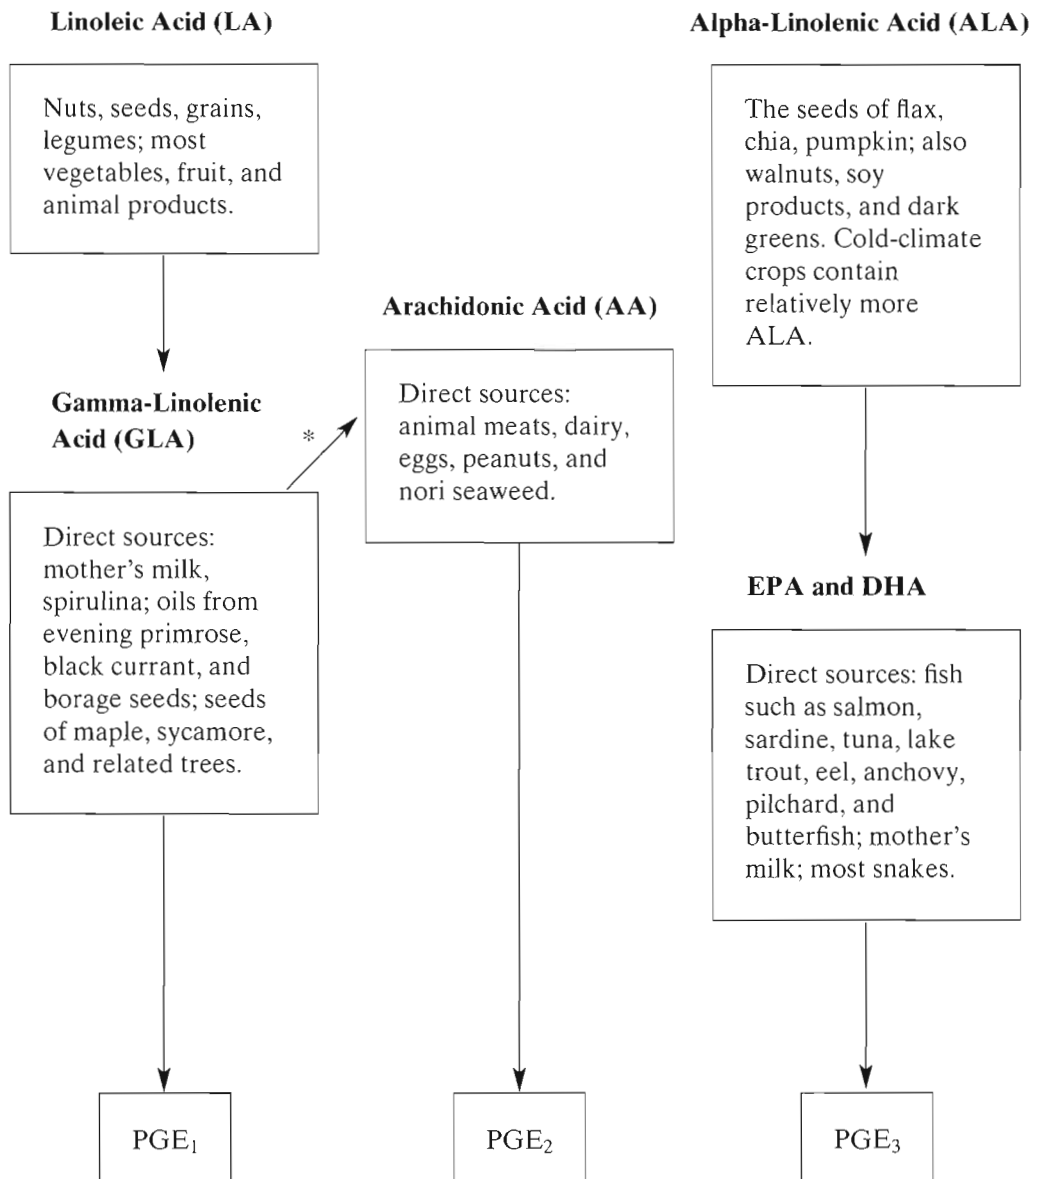 Linoleic Acid (LA)
Nuts, seeds, grains,
legumes; most
vegetables, fruit, and
animal products.
Gamma-Linolenic
Acid (GLA)
*
Direct sources:
mother's milk,
spirulina; oils from
evening primrose,
black currant, and
borage seeds; seeds
of maple, sycamore,
and related trees.
PGE₁
Arachidonic Acid (AA)
Direct sources:
animal meats, dairy,
eggs, peanuts, and
nori seaweed.
PGE₂
Alpha-Linolenic Acid (ALA)
The seeds of flax,
chia, pumpkin; also
walnuts, soy
products, and dark
greens. Cold-climate
crops contain
relatively more
ALA.
EPA and DHA
Direct sources: fish
such as salmon,
sardine, tuna, lake
trout, eel, anchovy,
pilchard, and
butterfish; mother's
milk; most snakes.
PGE₃